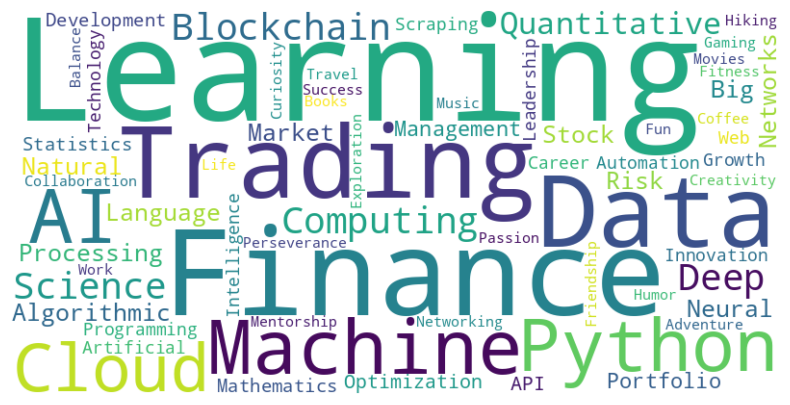 Development
Blockchain
Scraping
Quantitative
Hiking
Learning
Balance
Technology
Curiosity
Travel
Success
Books
Music
Leadership
Gaming
Movies
Fitness
Big
Networks
Statistics
Market
Management
Stock
Fun
Coffee
Web
Natural
Trading
Life
Exploration
Career
Automation
Growth
Collaboration
AI
Language
Computing
Data
Risk
Creativity
Processing
Intelligence
Perseverance
Passion
Friendship
Innovation
Work
Science
Finance
Deep
Humor
Algorithmic
Neural
Programming
Mentorship
Networking
Adventure
Artificial
Cloud
Machine
Python
Mathematics
Optimization
API
Portfolio